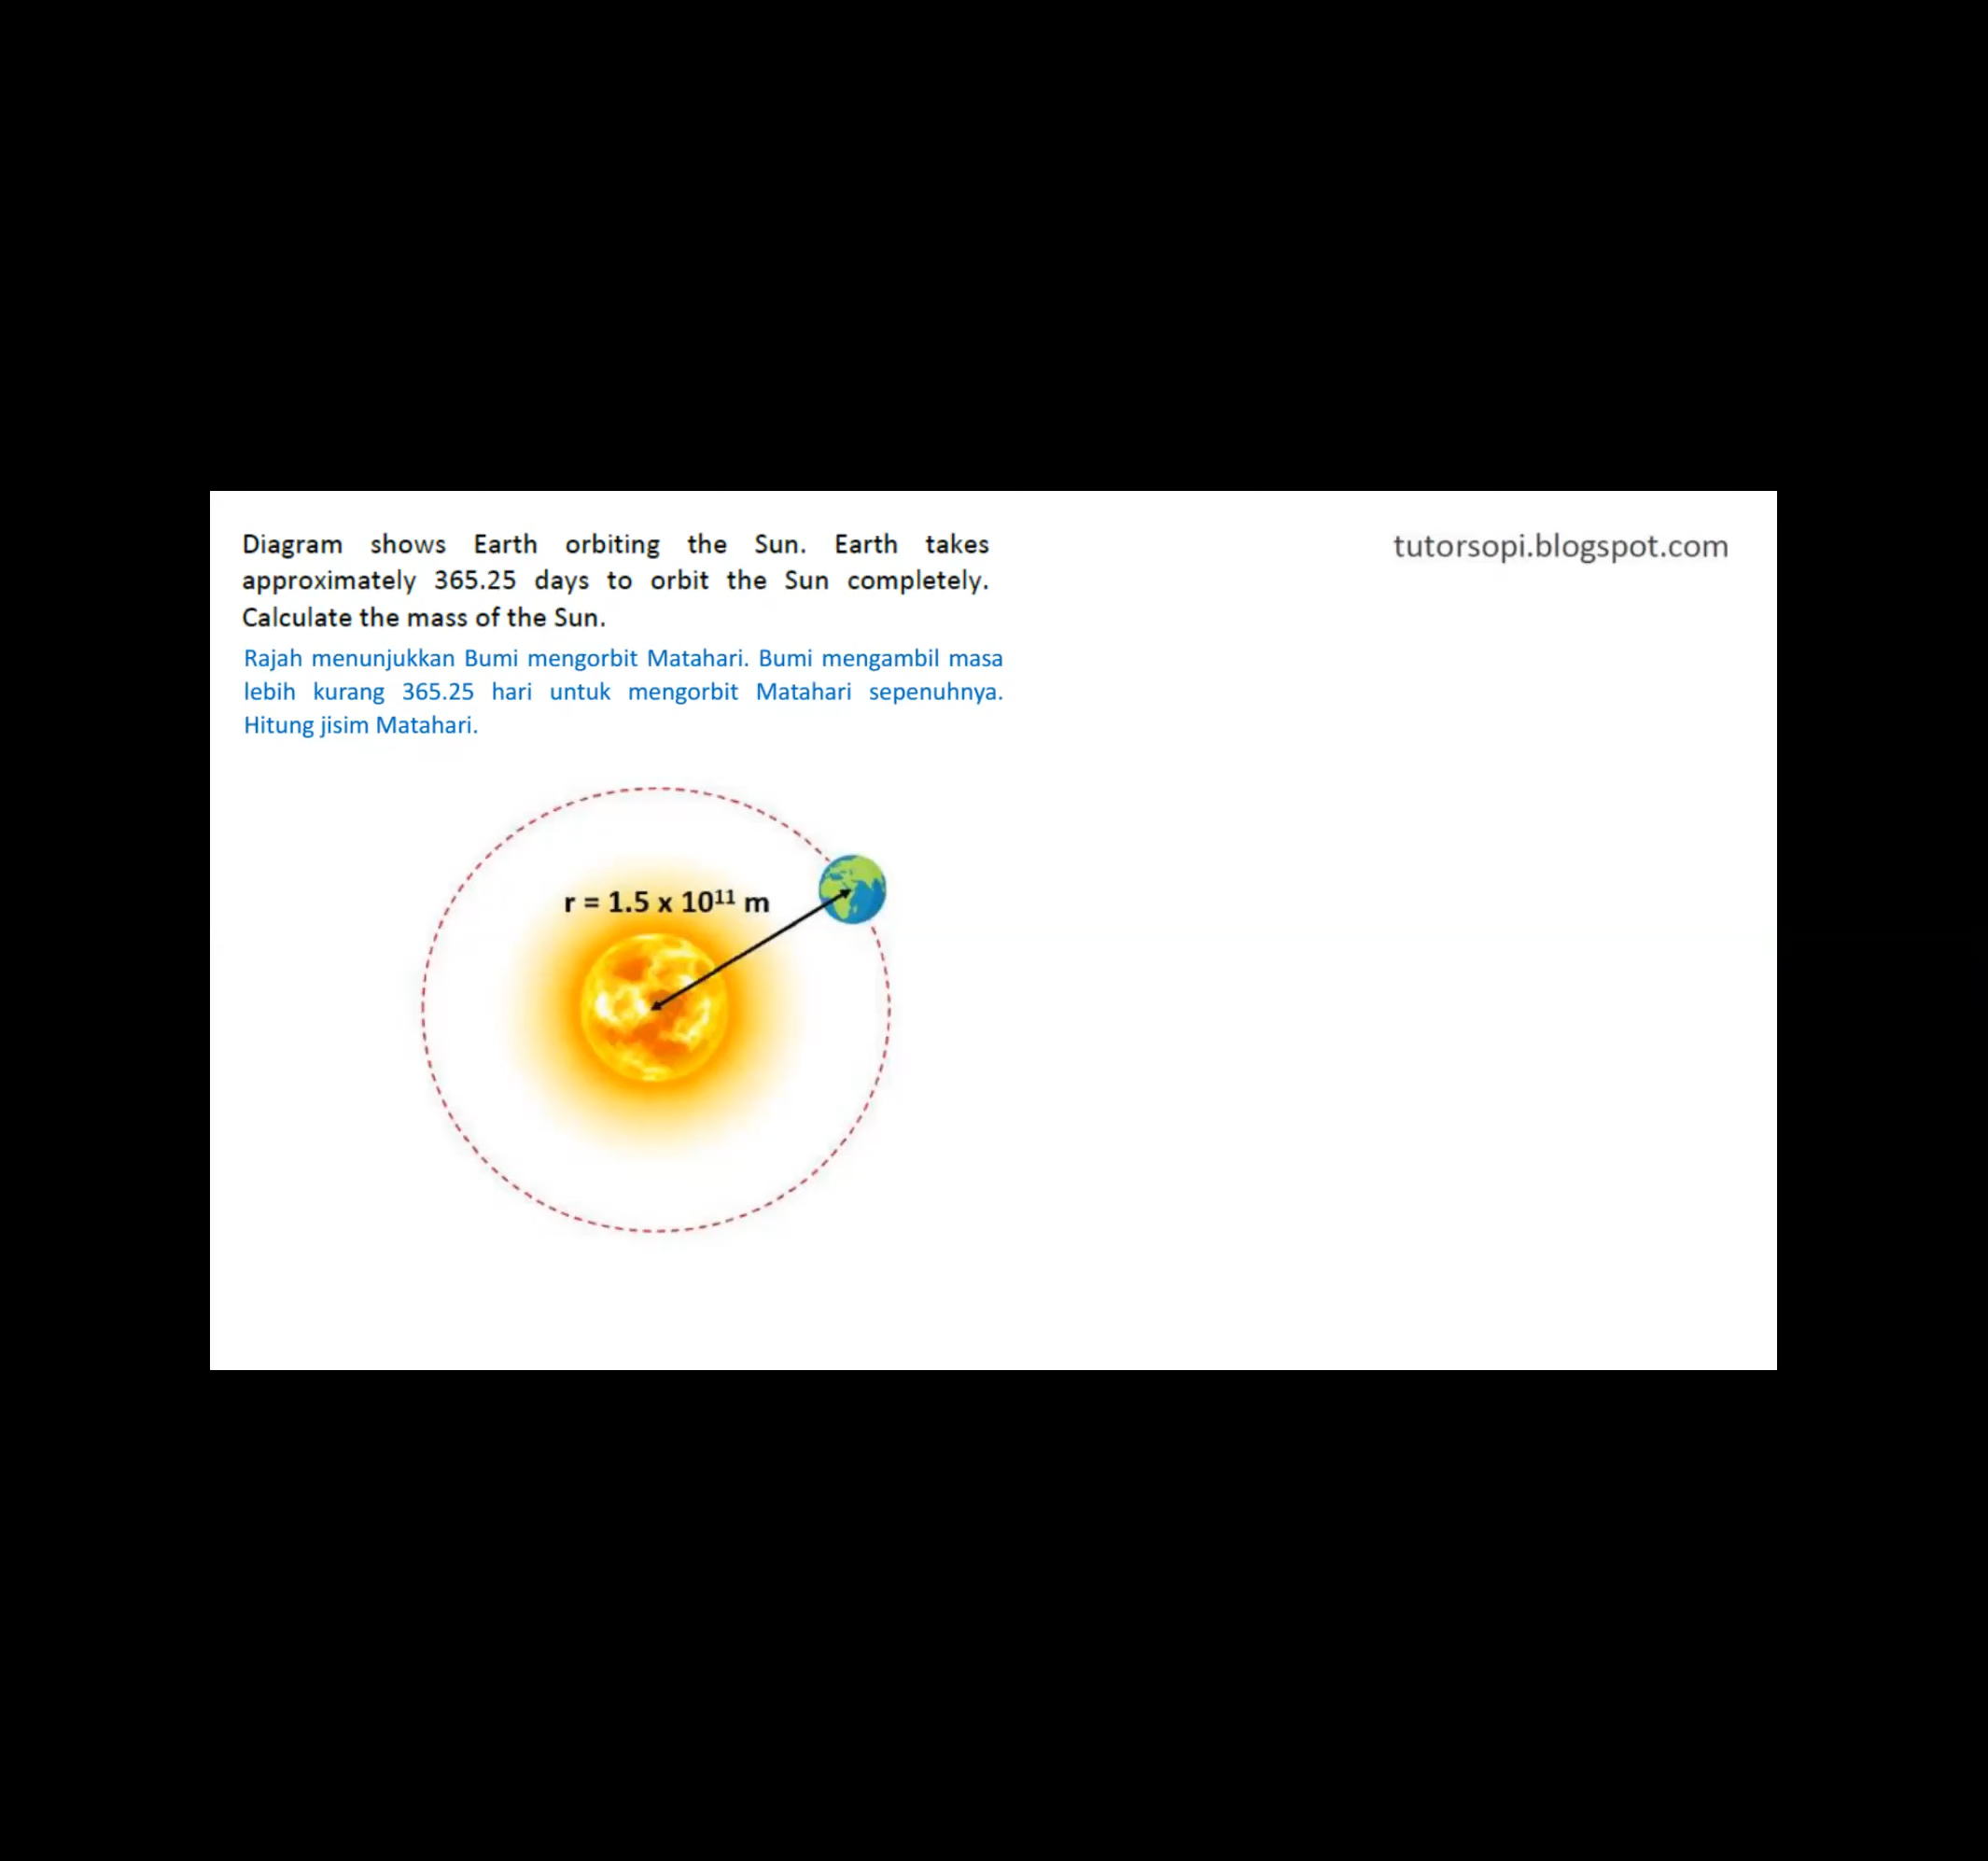 Diagram shows Earth orbiting the Sun. Earth takes
approximately 365.25 days to orbit the Sun completely.
Calculate the mass of the Sun.
Rajah menunjukkan Bumi mengorbit Matahari. Bumi mengambil masa
lebih kurang 365.25 hari untuk mengorbit Matahari sepenuhnya.
Hitung jisim Matahari.
tutorsopi.blogspot.com
r = 1.5 x 10¹¹ m